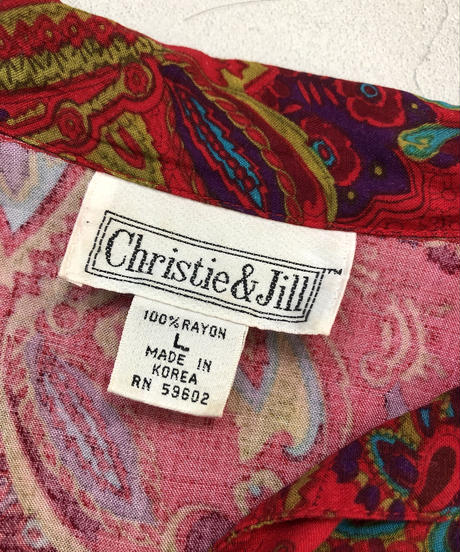 Christie & Jill™
100% RAYON
L
MADE IN
KOREA
RN 59602